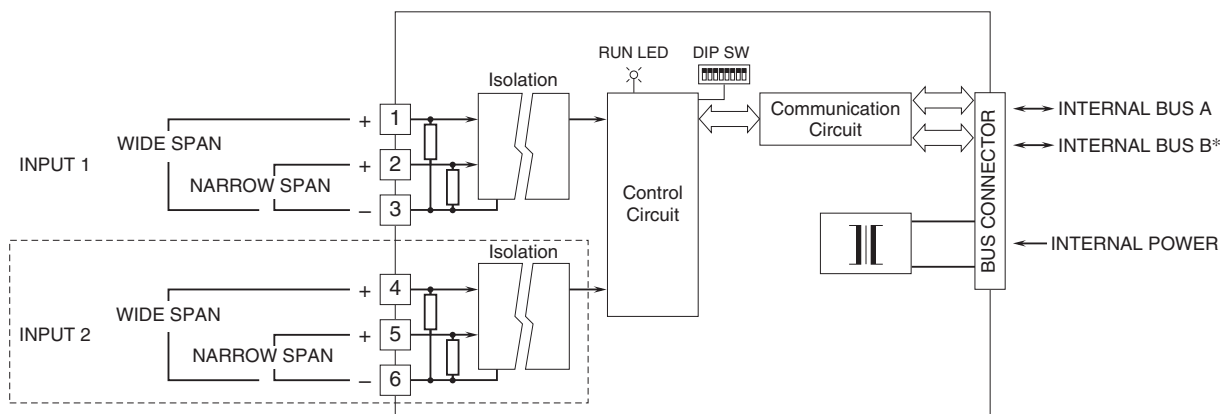 RUN LED
DIP SW
Isolation
INPUT 1
WIDE SPAN
NARROW SPAN
+ 1
+ 2
– 3
Control
Circuit
Communication
Circuit
BUS CONNECTOR
INTERNAL BUS A
INTERNAL BUS B*
INTERNAL POWER
Isolation
INPUT 2
WIDE SPAN
NARROW SPAN
+ 4
+ 5
– 6